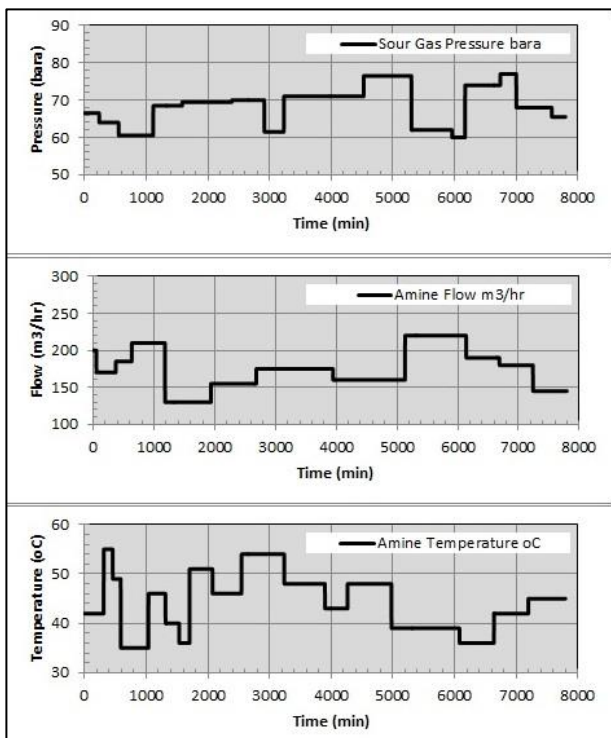 90
80
70
60
50
Pressure (bara)
Sour Gas Pressure bara
0 1000 2000 3000 4000 5000 6000 7000 8000
Time (min)
300
250
200
150
100
Flow (m3/hr)
Amine Flow m3/hr
0 1000 2000 3000 4000 5000 6000 7000 8000
Time (min)
60
50
40
30
Temperature (oC)
Amine Temperature oC
0 1000 2000 3000 4000 5000 6000 7000 8000
Time (min)